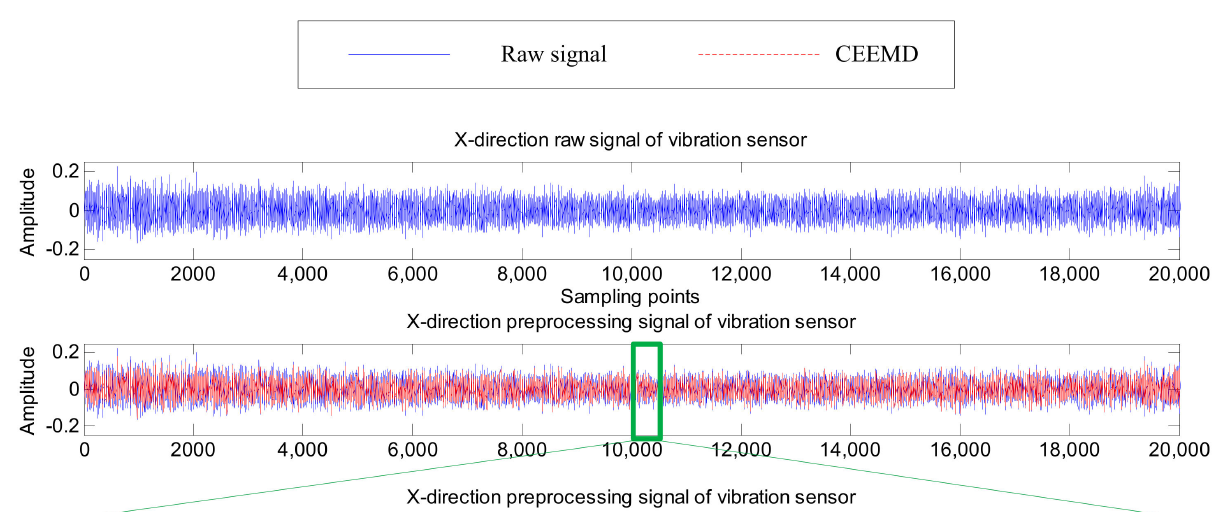 Raw signal CEEMD
X-direction raw signal of vibration sensor
Amplitude
0.2
0
-0.2
0 2000 4,000 6,000 8,000 10,000 12,000 14,000 16,000 18,000 20,000
Sampling points
X-direction preprocessing signal of vibration sensor
Amplitude
0.2
0
-0.2
0 2000 4,000 6,000 8,000 10,000 12,000 14,000 16,000 18,000 20,000
X-direction preprocessing signal of vibration sensor